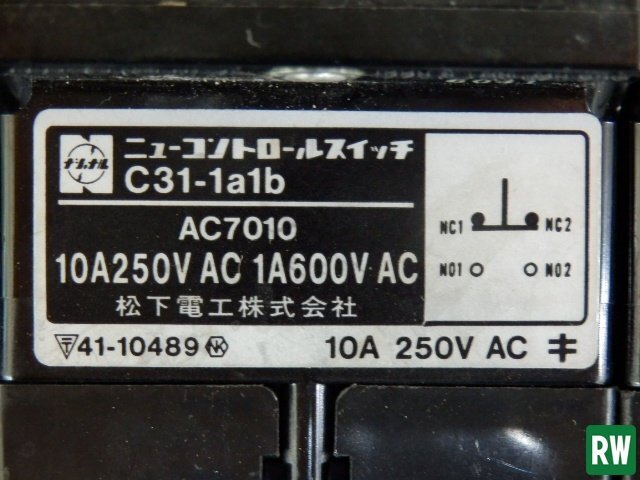 ナショナル
ニューコントロールスイッチ
C31-1a1b
AC7010
10A250V AC 1A600V AC
松下電工株式会社
NC1 NC2
NO1 NO2
〒41-10489
10A 250V AC
RW